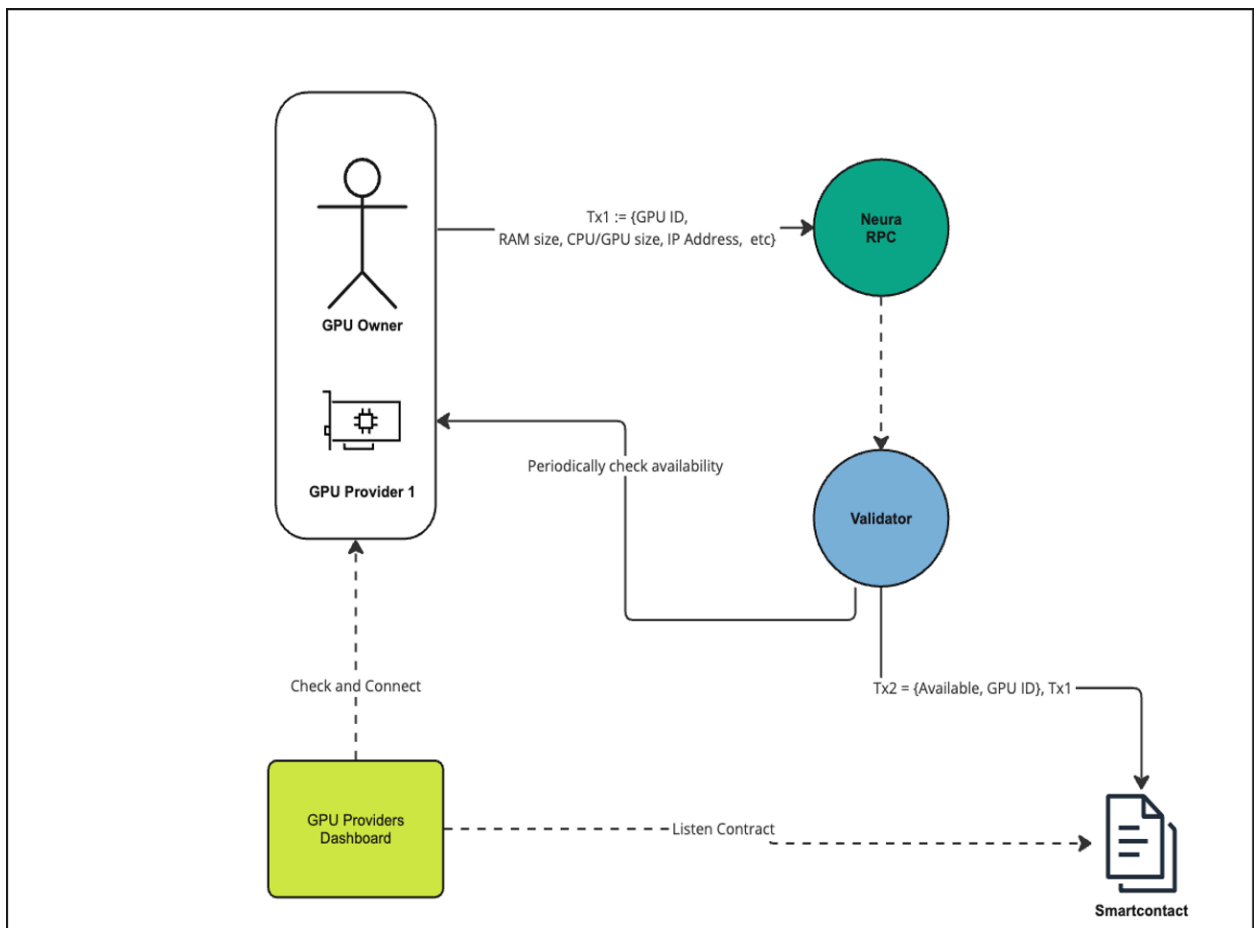 Tx1 := {GPU ID,
RAM size, CPU/GPU size, IP Address,  etc}
Neura
RPC
GPU Owner
GPU Provider 1
Periodically check availability
Validator
Check and Connect
Tx2 = {Available, GPU ID}, Tx1
GPU Providers
Dashboard
Listen Contract
Smartcontact